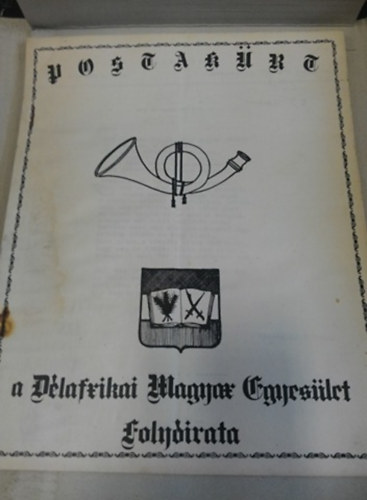 POSTAKÜRT
a Délafrikai Magyar Egyesület
Folyóirata